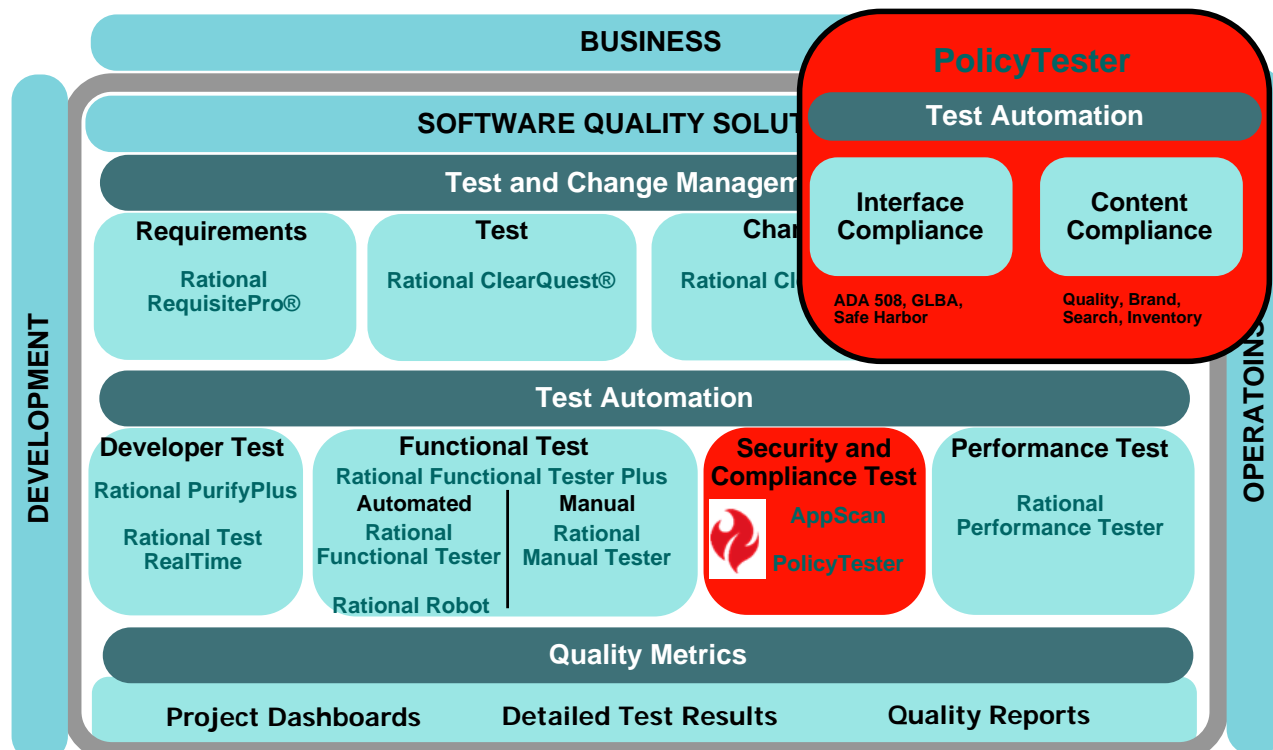 BUSINESS
PolicyTester
Test Automation
Interface
Compliance
Content
Compliance
ADA 508, GLBA,
Safe Harbor
Quality, Brand,
Search, Inventory
DEVELOPMENT
OPERATOINS
SOFTWARE QUALITY SOLUT
Test and Change Managem
Requirements
Rational
RequisitePro®
Test
Rational ClearQuest®
Char
Rational Cle
Test Automation
Developer Test
Rational PurifyPlus
Rational Test
RealTime
Functional Test
Rational Functional Tester Plus
Automated
Rational
Functional Tester
Rational Robot
Manual
Rational
Manual Tester
Security and
Compliance Test
AppScan
PolicyTester
Performance Test
Rational
Performance Tester
Quality Metrics
Project Dashboards
Detailed Test Results
Quality Reports